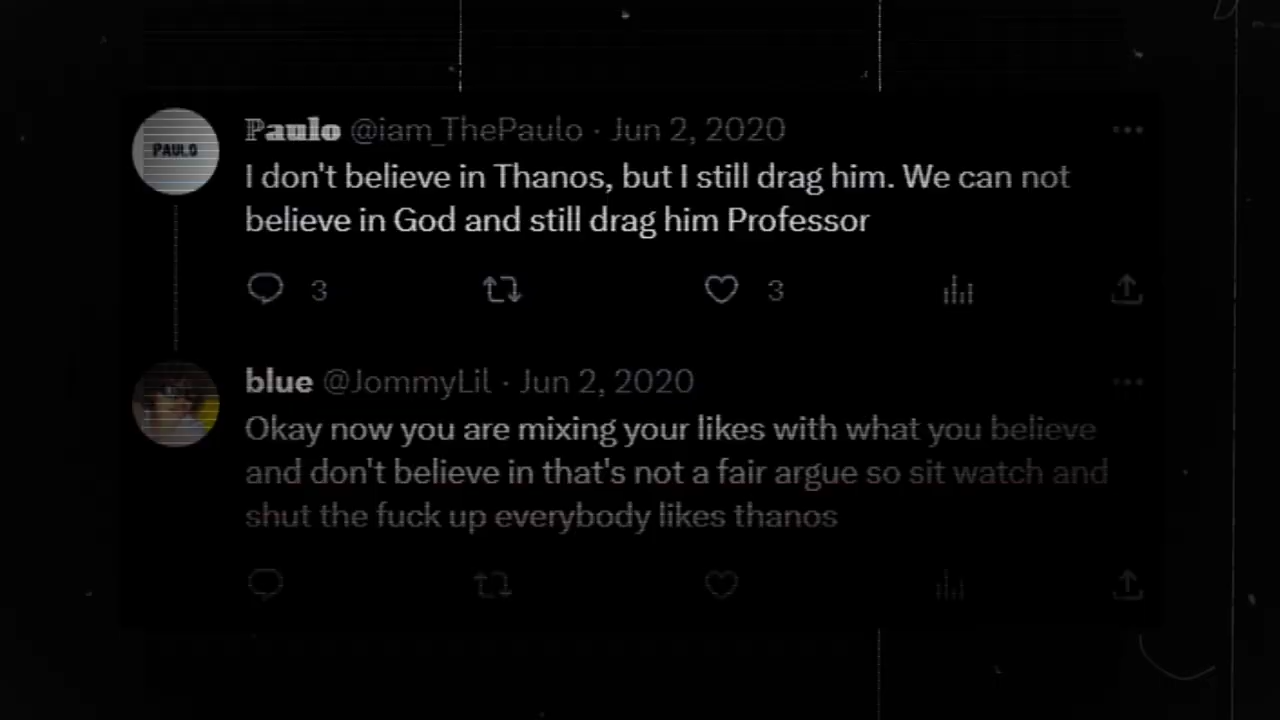 PAULO
Paulo @iam_ThePaulo · Jun 2, 2020
I don't believe in Thanos, but I still drag him. We can not
believe in God and still drag him Professor
3 3
blue @JommyLil · Jun 2, 2020
Okay now you are mixing your likes with what you believe
and don't believe in that's not a fair argue so sit watch and
shut the fuck up everybody likes thanos